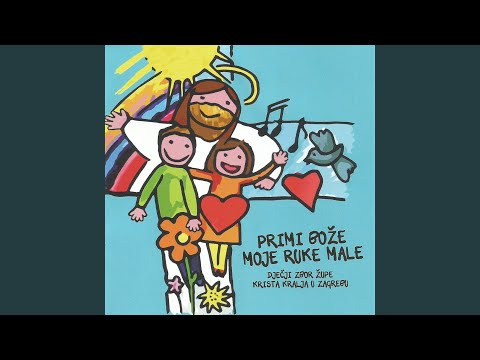 PRIMI BOŽE
MOJE RUKE MALE
DJEČJI ZBOR ŽUPE
KRISTA KRALJA U ZAGREBU